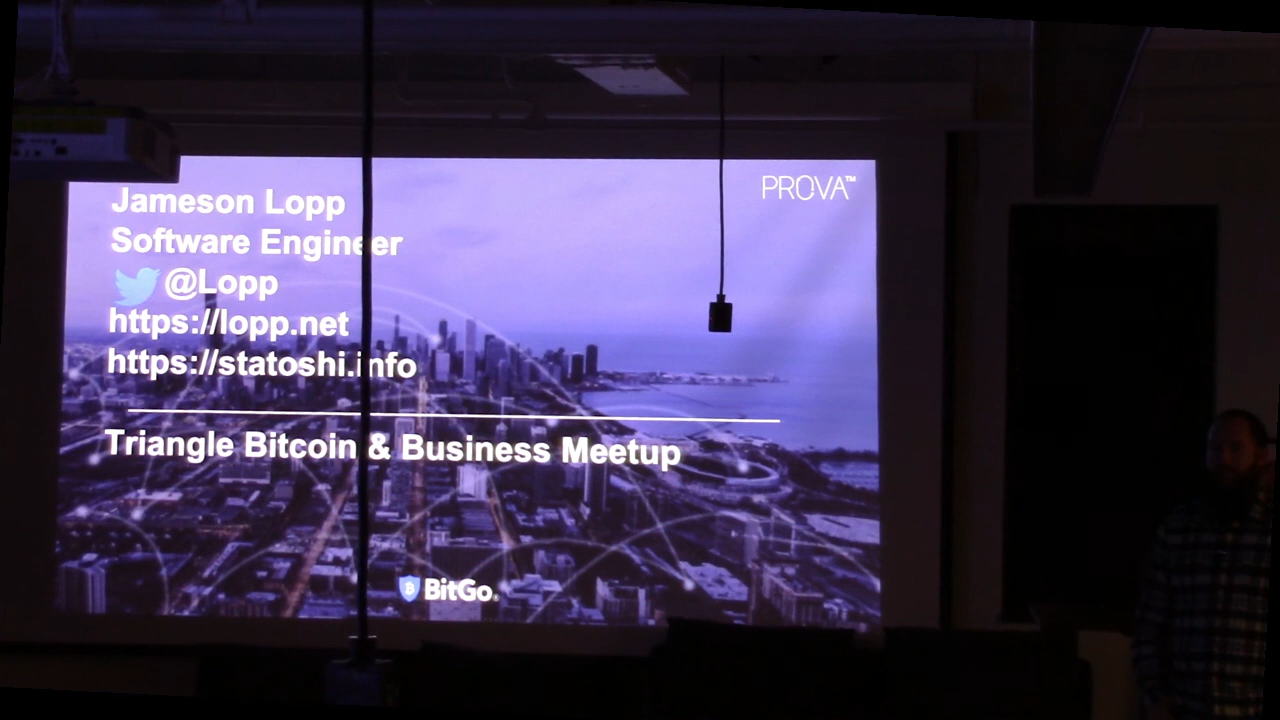 PROVA™
Jameson Lopp
Software Engineer
@Lopp
https://lopp.net
https://statoshi.info
Triangle Bitcoin & Business Meetup
BitGo